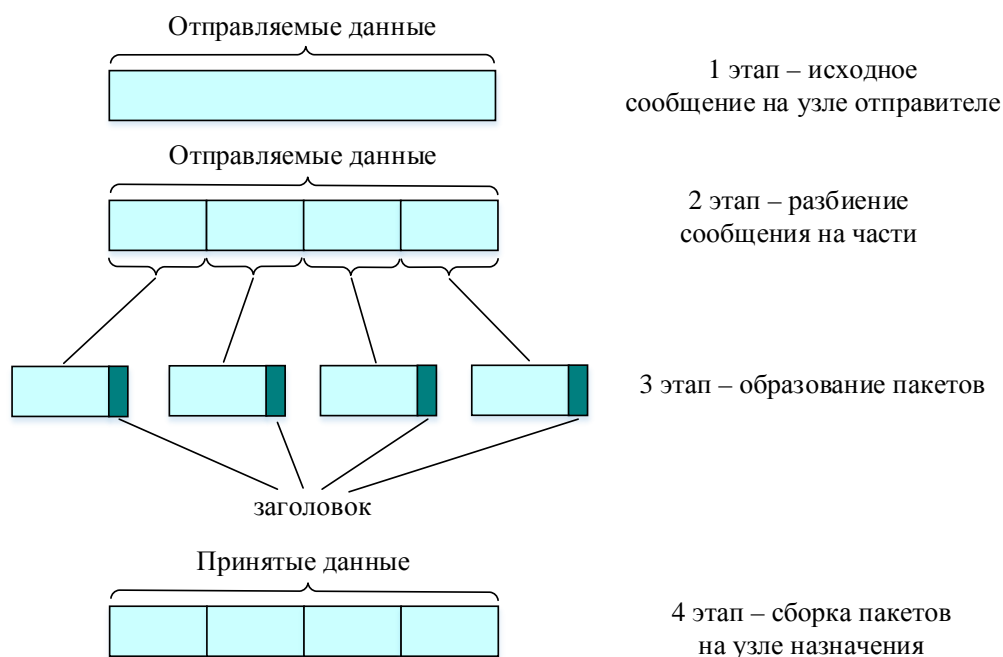 Отправляемые данные
1 этап – исходное
сообщение на узле отправителе
Отправляемые данные
2 этап – разбиение
сообщения на части
3 этап – образование пакетов
заголовок
Принятые данные
4 этап – сборка пакетов
на узле назначения